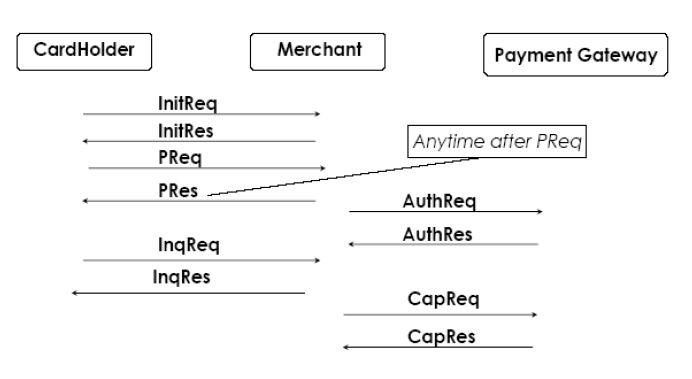 CardHolder
Merchant
Payment Gateway
InitReq
InitRes
Anytime after PReq
PReq
PRes
AuthReq
AuthRes
InqReq
InqRes
CapReq
CapRes